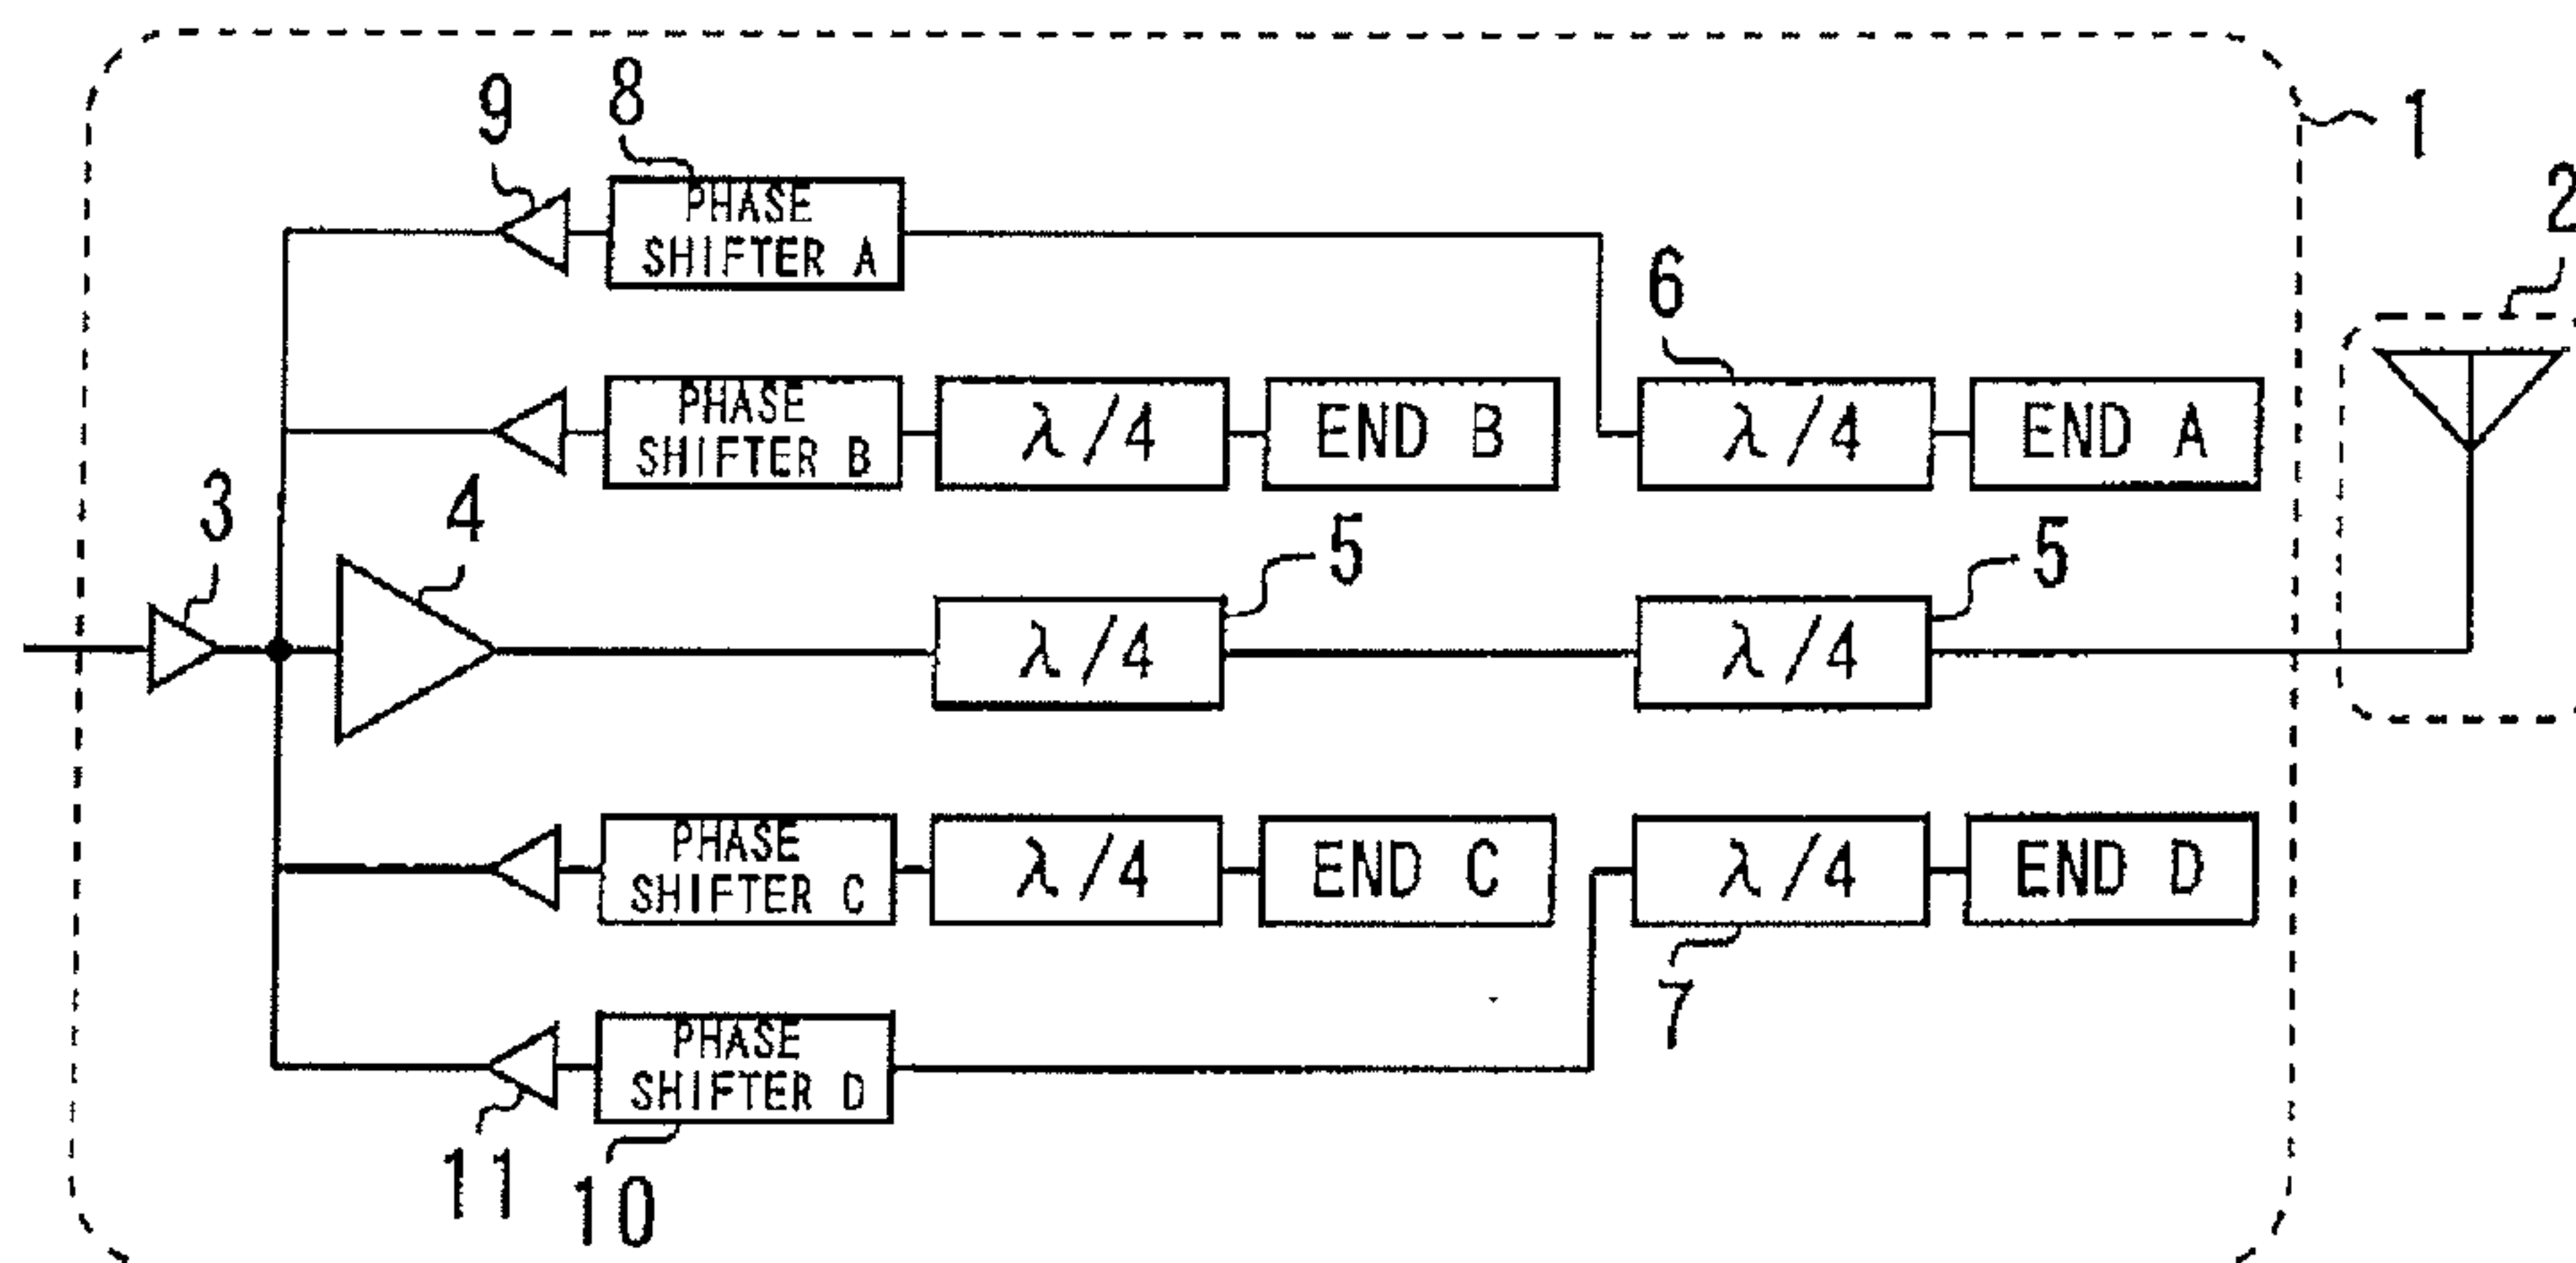 9
8
1
2
PHASE
SHIFTER A
6
PHASE
SHIFTER B
λ/4
END B
λ/4
END A
3
4
5
5
λ/4
λ/4
PHASE
SHIFTER C
λ/4
END C
λ/4
END D
7
PHASE
SHIFTER D
11
10